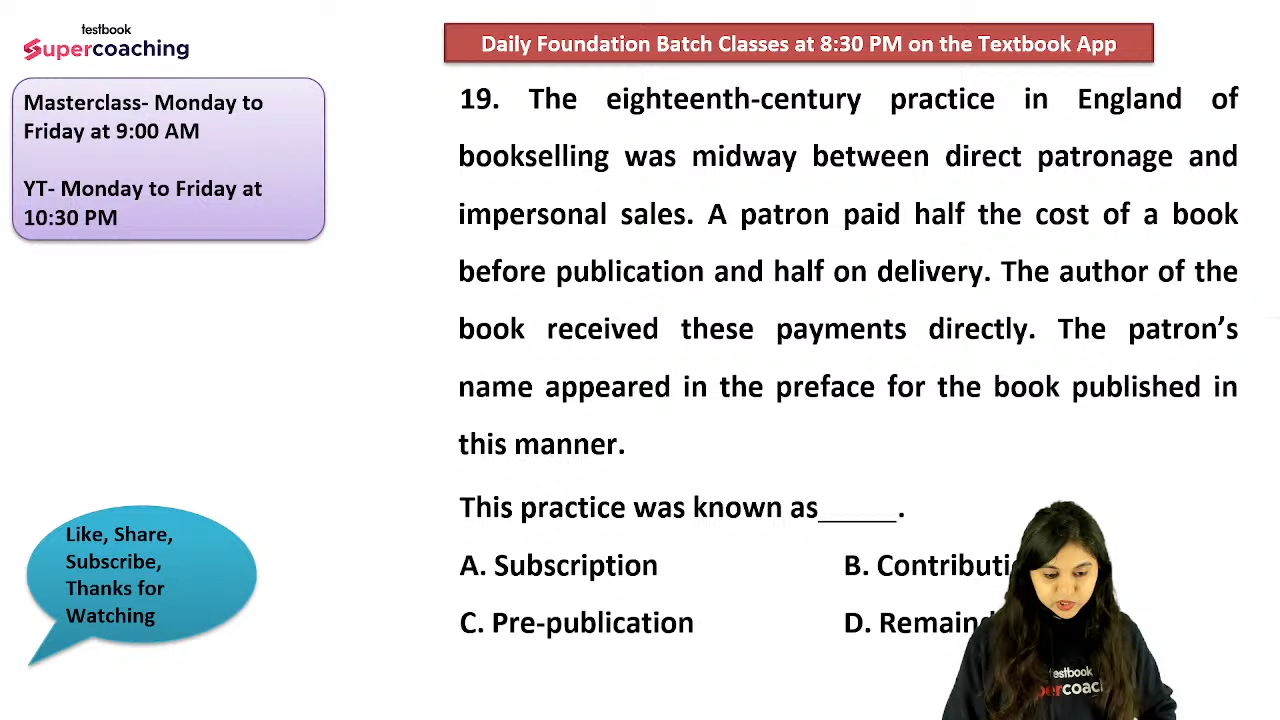 testbook
Supercoaching
Daily Foundation Batch Classes at 8:30 PM on the Textbook App
Masterclass- Monday to
Friday at 9:00 AM
YT- Monday to Friday at
10:30 PM
19. The eighteenth-century practice in England of
bookselling was midway between direct patronage and
impersonal sales. A patron paid half the cost of a book
before publication and half on delivery. The author of the
book received these payments directly. The patron's
name appeared in the preface for the book published in
this manner.
This practice was known as_____.
A. Subscription
B.
C. Pre-publication
D.
Like, Share,
Subscribe,
Thanks for
Watching
testbook